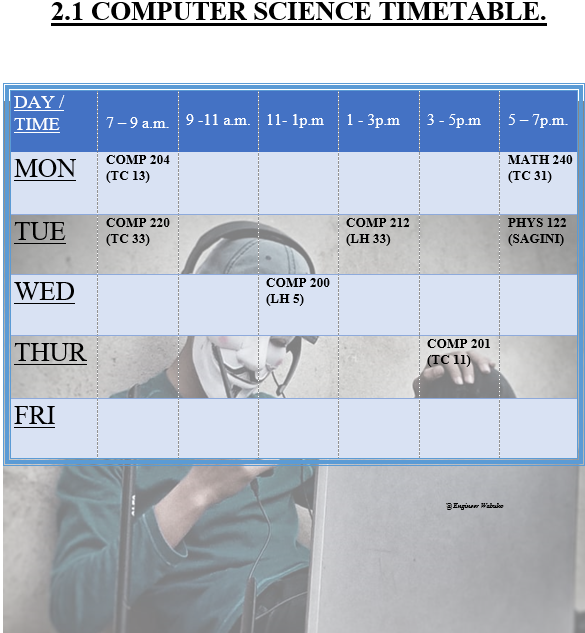 2.1 COMPUTER SCIENCE TIMETABLE.
DAY / TIME 7 – 9 a.m. 9 -11 a.m. 11- 1p.m 1 - 3p.m 3 - 5p.m 5 – 7p.m.
MON COMP 204 (TC 13) MATH 240 (TC 31)
TUE COMP 220 (TC 33) COMP 212 (LH 33) PHYS 122 (SAGINI)
WED COMP 200 (LH 5)
THUR COMP 201 (TC 11)
FRI
@Engineer Wabuko